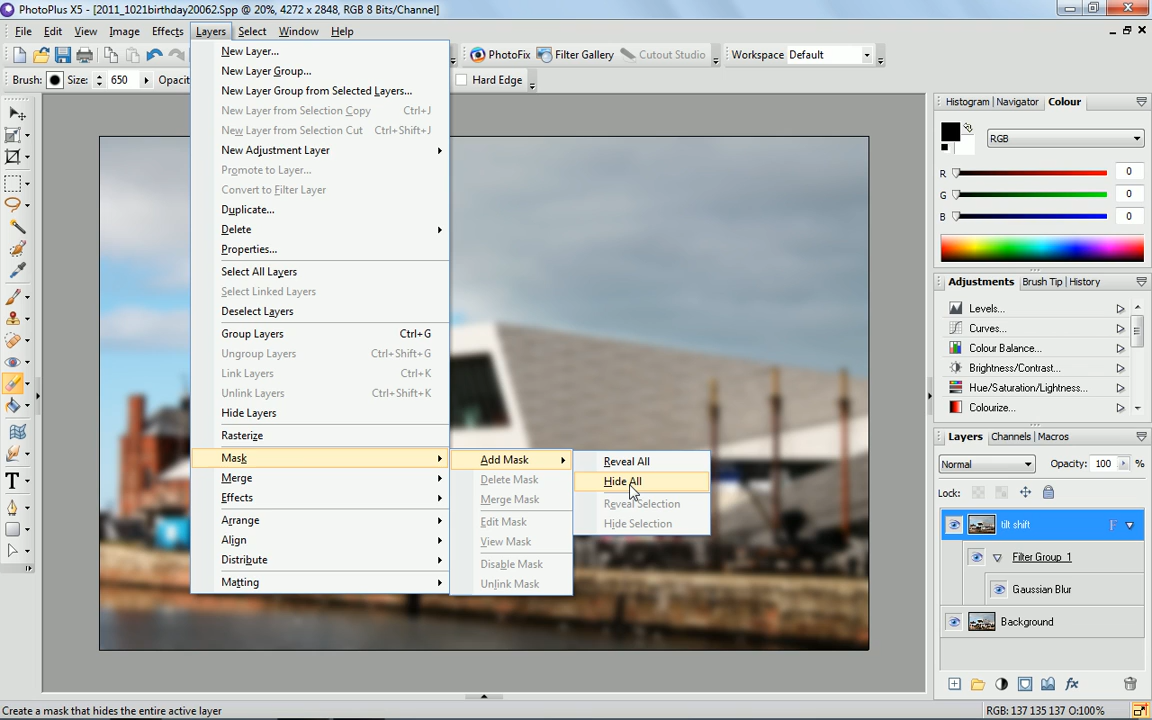 PhotoPlus X5 - [2011_1021birthday20062.Spp @ 20%, 4272 x 2848, RGB 8 Bits/Channel]
File Edit View Image Effects Layers Select Window Help
PhotoFix Filter Gallery Cutout Studio Workspace Default
Brush: Size: 650 Opacit Hard Edge
New Layer...
New Layer Group...
New Layer Group from Selected Layers...
New Layer from Selection Copy Ctrl+J
New Layer from Selection Cut Ctrl+Shift+J
New Adjustment Layer
Promote to Layer...
Convert to Filter Layer
Duplicate...
Delete
Properties...
Select All Layers
Select Linked Layers
Deselect Layers
Group Layers Ctrl+G
Ungroup Layers Ctrl+Shift+G
Link Layers Ctrl+K
Unlink Layers Ctrl+Shift+K
Hide Layers
Rasterize
Mask
Merge
Effects
Arrange
Align
Distribute
Matting
Add Mask
Delete Mask
Merge Mask
Edit Mask
View Mask
Disable Mask
Unlink Mask
Reveal All
Hide All
Reveal Selection
Hide Selection
Histogram Navigator Colour
RGB
R 0
G 0
B 0
Adjustments Brush Tip History
Levels...
Curves...
Colour Balance...
Brightness/Contrast...
Hue/Saturation/Lightness...
Colourize...
Layers Channels Macros
Normal Opacity: 100 %
Lock:
tilt shift F
Filter Group 1
Gaussian Blur
Background
fx
T
Create a mask that hides the entire active layer
RGB: 137 135 137 O:100%